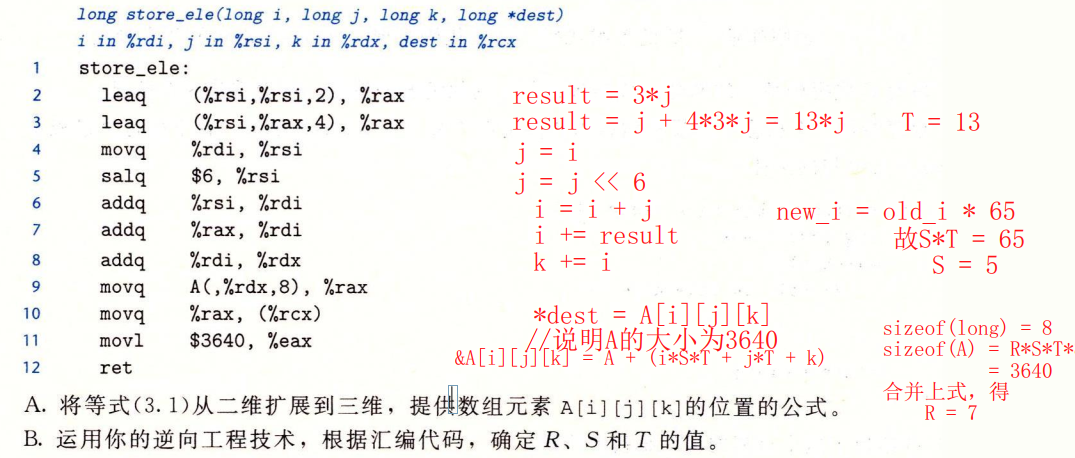 long store_ele(long i, long j, long k, long *dest)
i in %rdi, j in %rsi, k in %rdx, dest in %rcx
1 store_ele:
2 leaq (%rsi,%rsi,2), %rax result = 3*j
3 leaq (%rsi,%rax,4), %rax result = j + 4*3*j = 13*j T = 13
4 movq %rdi, %rsi j = i
5 salq $6, %rsi j = j << 6
6 addq %rsi, %rdi i = i + j new_i = old_i * 65
7 addq %rax, %rdi i += result 故S*T = 65
8 addq %rdi, %rdx k += i S = 5
9 movq A(,%rdx,8), %rax
10 movq %rax, (%rcx) *dest = A[i][j][k]
11 movl $3640, %eax //说明A的大小为3640
12 ret
&A[i][j][k] = A + (i*S*T + j*T + k)
sizeof(long) = 8
sizeof(A) = R*S*T*
= 3640
合并上式，得
R = 7
A. 将等式(3.1)从二维扩展到三维，提供数组元素 A[i][j][k]的位置的公式。
B. 运用你的逆向工程技术，根据汇编代码，确定 R、S 和 T 的值。